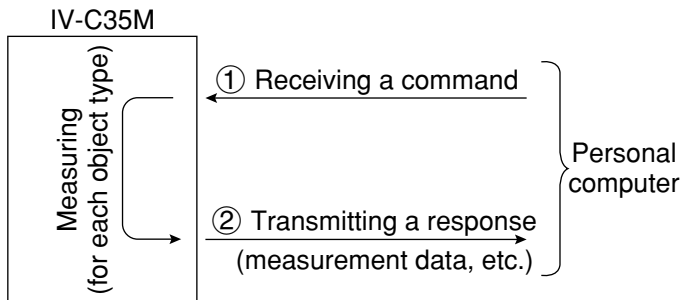 IV-C35M
Measuring
(for each object type)
① Receiving a command
② Transmitting a response
(measurement data, etc.)
Personal
computer